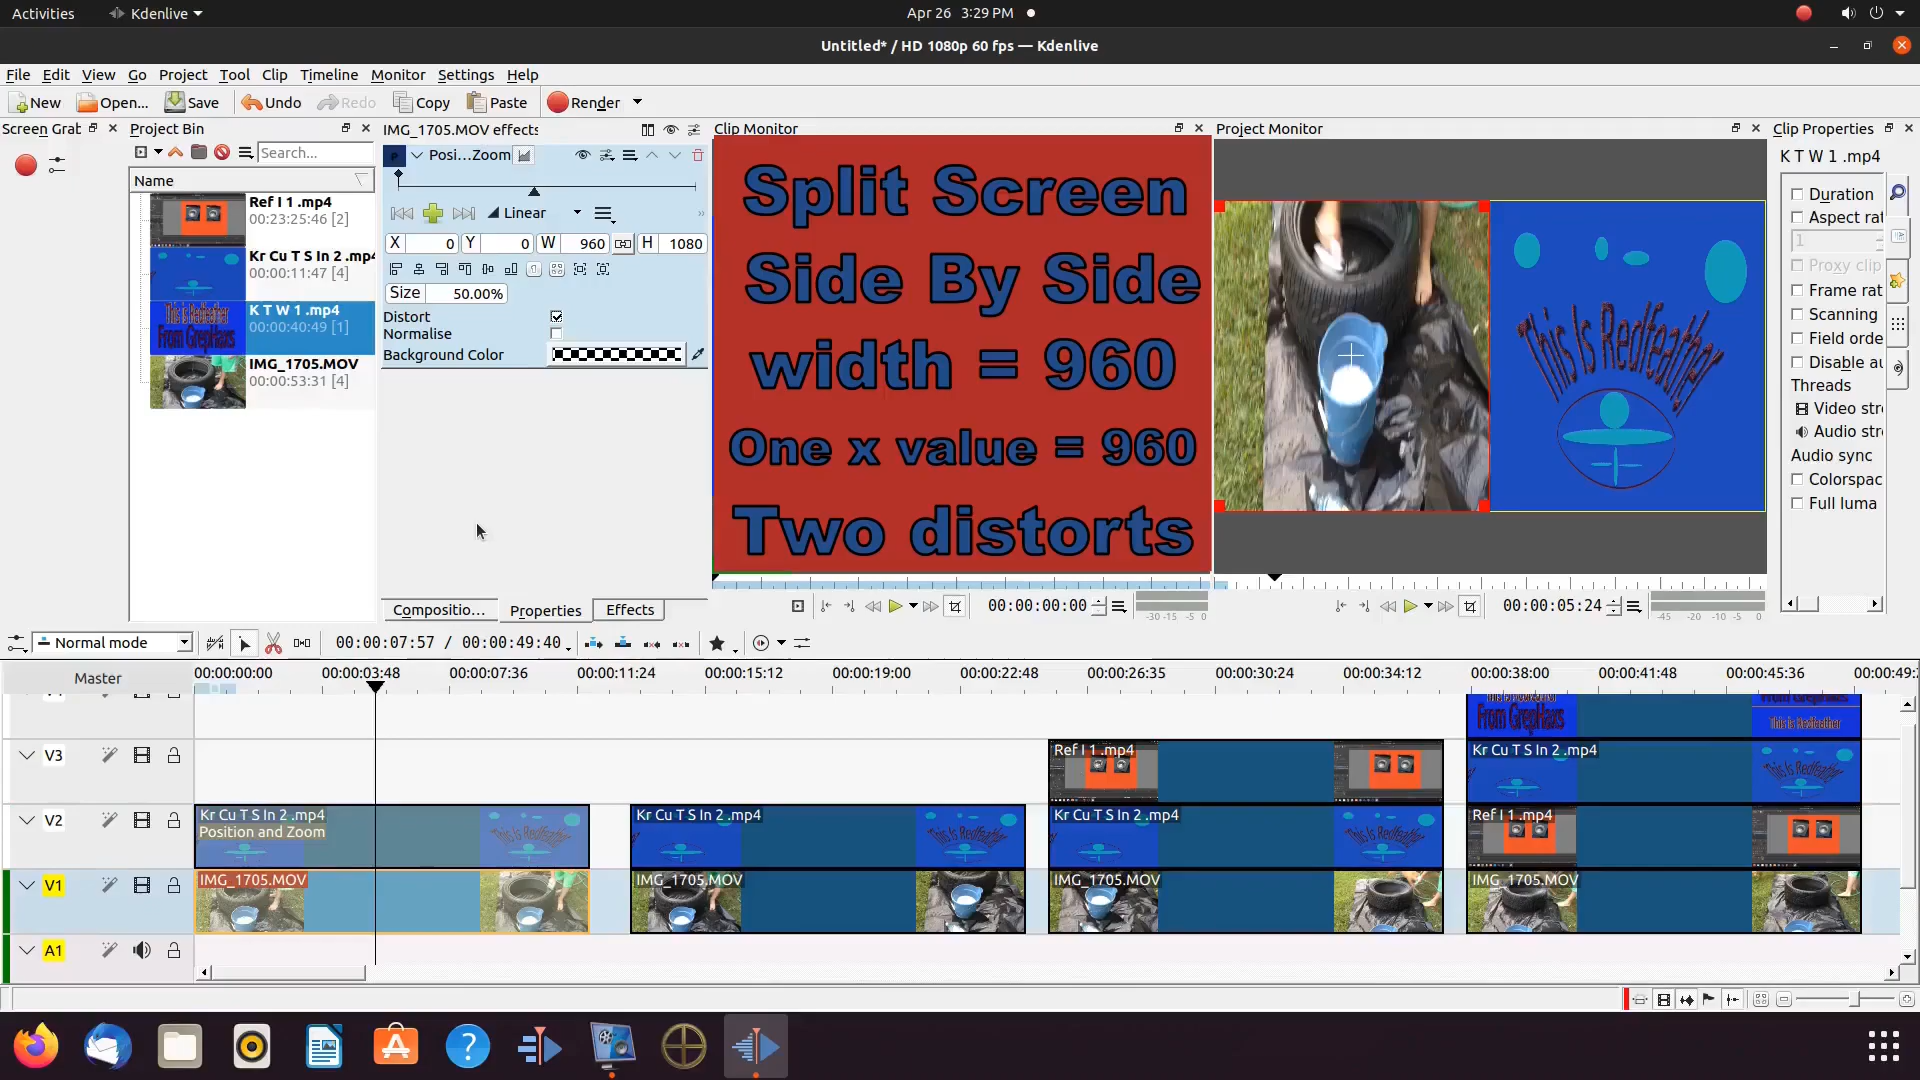 Activities
Kdenlive
Apr 26 3:29 PM
Untitled* / HD 1080p 60 fps — Kdenlive
File Edit View Go Project Tool Clip Timeline Monitor Settings Help
New Open... Save Undo Redo Copy Paste Render
Screen Grab
Project Bin
IMG_1705.MOV effects
Clip Monitor
Project Monitor
Clip Properties
Search...
Name
Ref I 1 .mp4
00:23:25:46 [2]
Kr Cu T S In 2 .mp4
00:00:11:47 [4]
K T W 1 .mp4
00:00:40:49 [1]
IMG_1705.MOV
00:00:53:31 [4]
Posi...Zoom
Linear
X 0 Y 0 W 960 H 1080
Size 50.00%
Distort
Normalise
Background Color
Compositio... Properties Effects
Split Screen
Side By Side
width = 960
One x value = 960
Two distorts
00:00:00:00
-30 -15 -5 0
This Is Redfeather
00:00:05:24
-45 -20 -10 -5 0
K T W 1 .mp4
Duration
Aspect rat
1
Proxy clip
Frame rat
Scanning
Field orde
Disable au
Threads
Video stre
Audio stre
Audio sync
Colorspac
Full luma
Normal mode
00:00:07:57 / 00:00:49:40
Master
00:00:00:00 00:00:03:48 00:00:07:36 00:00:11:24 00:00:15:12 00:00:19:00 00:00:22:48 00:00:26:35 00:00:30:24 00:00:34:12 00:00:38:00 00:00:41:48 00:00:45:36 00:00:49:
From GrepHaxs
This is Redfeather
V3
Ref I 1 .mp4
Kr Cu T S In 2 .mp4
V2
Kr Cu T S In 2 .mp4
Position and Zoom
Kr Cu T S In 2 .mp4
Kr Cu T S In 2 .mp4
Ref I 1 .mp4
V1
IMG_1705.MOV
IMG_1705.MOV
IMG_1705.MOV
IMG_1705.MOV
A1